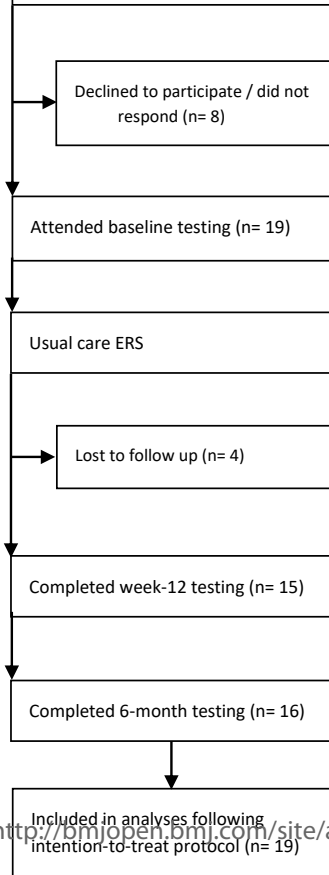 Declined to participate / did not
respond (n= 8)
Attended baseline testing (n= 19)
Usual care ERS
Lost to follow up (n= 4)
Completed week-12 testing (n= 15)
Completed 6-month testing (n= 16)
Included in analyses following
http://bmjopen.bmj.com/site/a
intention-to-treat protocol (n= 19)